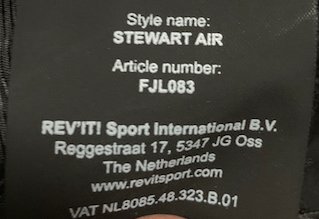 Style name:
STEWART AIR
Article number:
FJL083
REV'IT! Sport International B.V.
Reggestraat 17, 5347 JG Oss
The Netherlands
www.revitsport.com
VAT NL8085.48.323.B.01